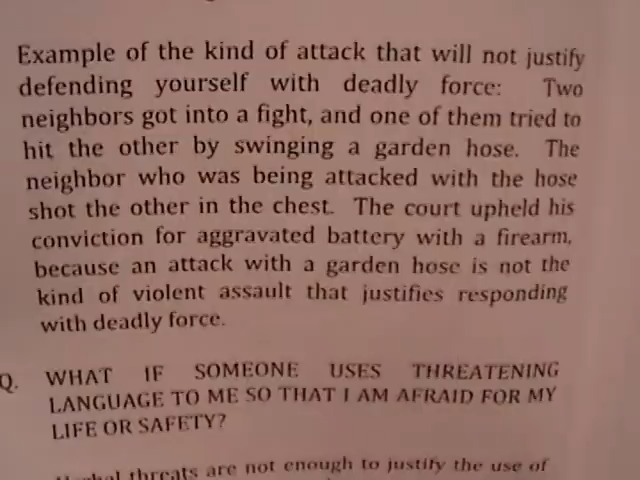 Example of the kind of attack that will not justify
defending yourself with deadly force: Two
neighbors got into a fight, and one of them tried to
hit the other by swinging a garden hose. The
neighbor who was being attacked with the hose
shot the other in the chest. The court upheld his
conviction for aggravated battery with a firearm,
because an attack with a garden hose is not the
kind of violent assault that justifies responding
with deadly force.
Q. WHAT IF SOMEONE USES THREATENING
LANGUAGE TO ME SO THAT I AM AFRAID FOR MY
LIFE OR SAFETY?
Verbal threats are not enough to justify the use of